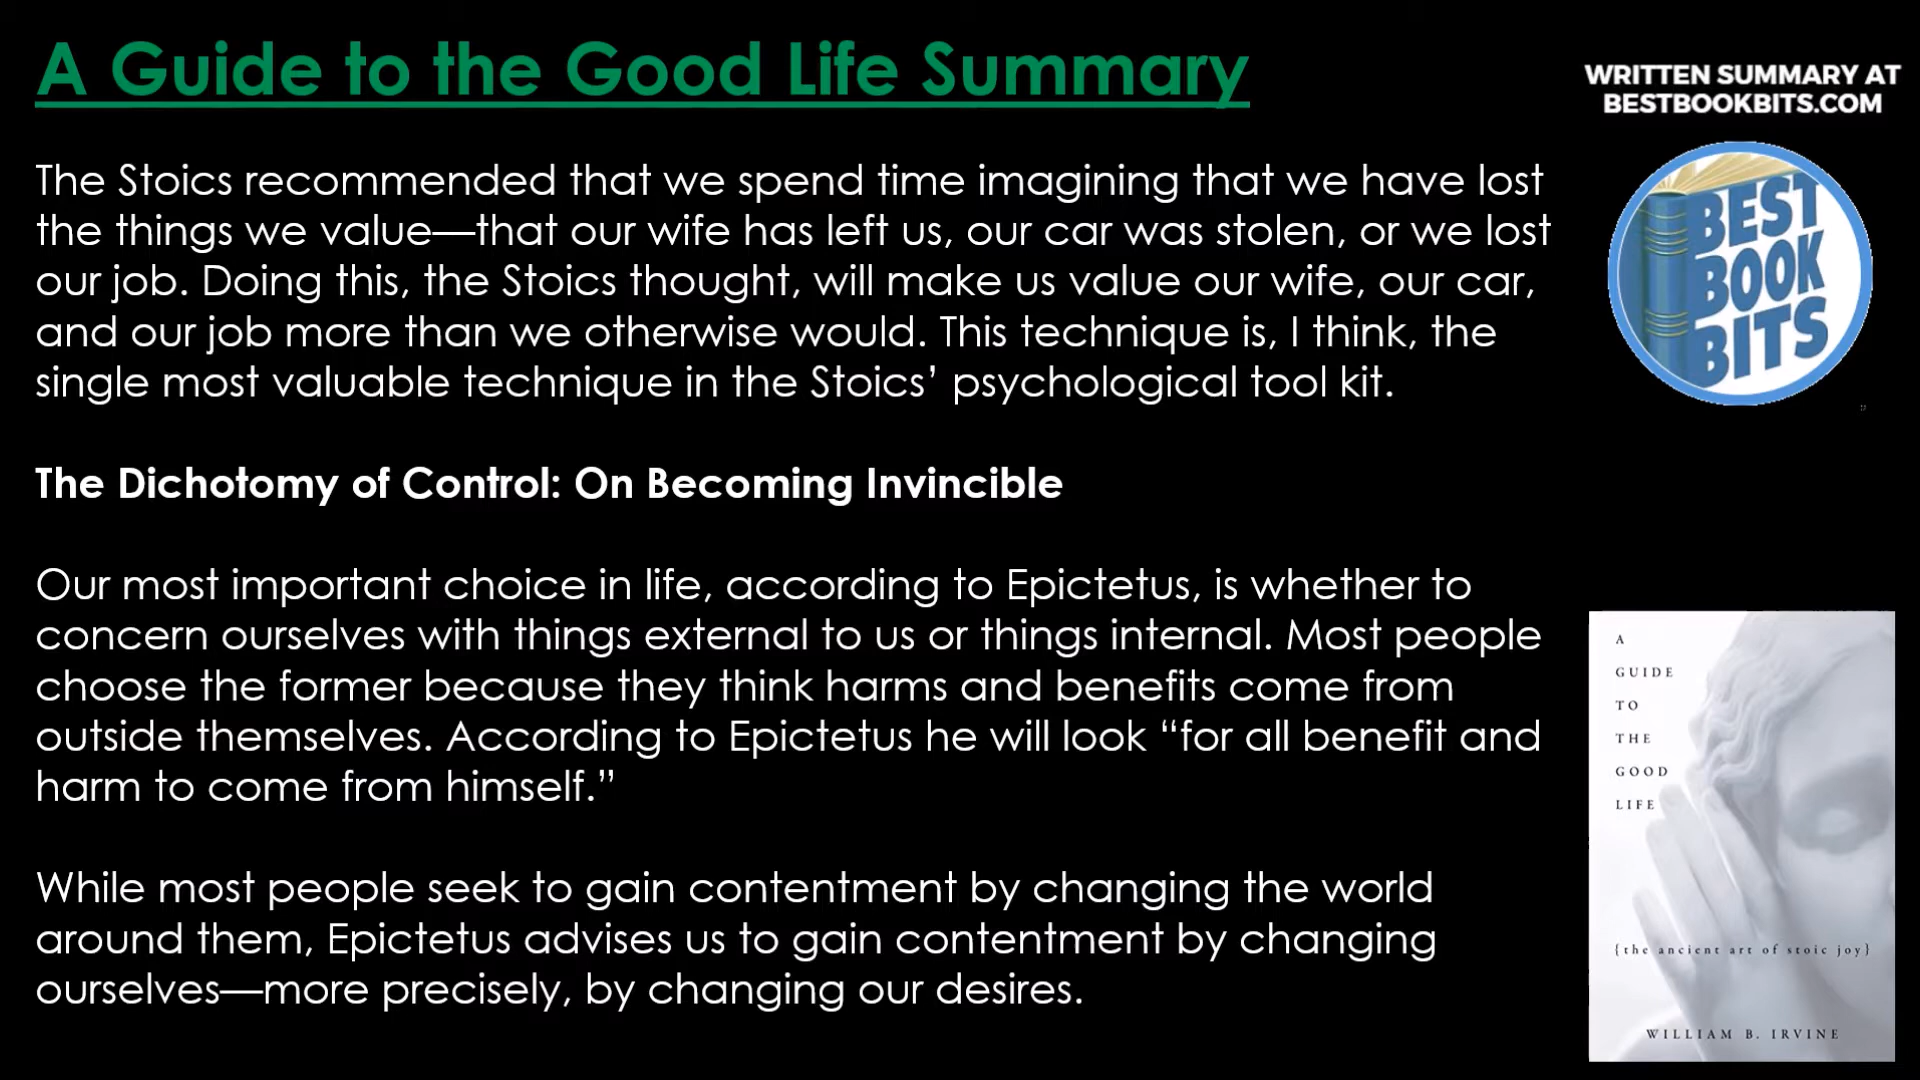 A Guide to the Good Life Summary
WRITTEN SUMMARY AT
BESTBOOKBITS.COM
BEST
BOOK
BITS
The Stoics recommended that we spend time imagining that we have lost
the things we value—that our wife has left us, our car was stolen, or we lost
our job. Doing this, the Stoics thought, will make us value our wife, our car,
and our job more than we otherwise would. This technique is, I think, the
single most valuable technique in the Stoics’ psychological tool kit.
The Dichotomy of Control: On Becoming Invincible
Our most important choice in life, according to Epictetus, is whether to
concern ourselves with things external to us or things internal. Most people
choose the former because they think harms and benefits come from
outside themselves. According to Epictetus he will look “for all benefit and
harm to come from himself.”
While most people seek to gain contentment by changing the world
around them, Epictetus advises us to gain contentment by changing
ourselves—more precisely, by changing our desires.
A
GUIDE
TO
THE
GOOD
LIFE
{the ancient art of stoic joy}
WILLIAM B. IRVINE